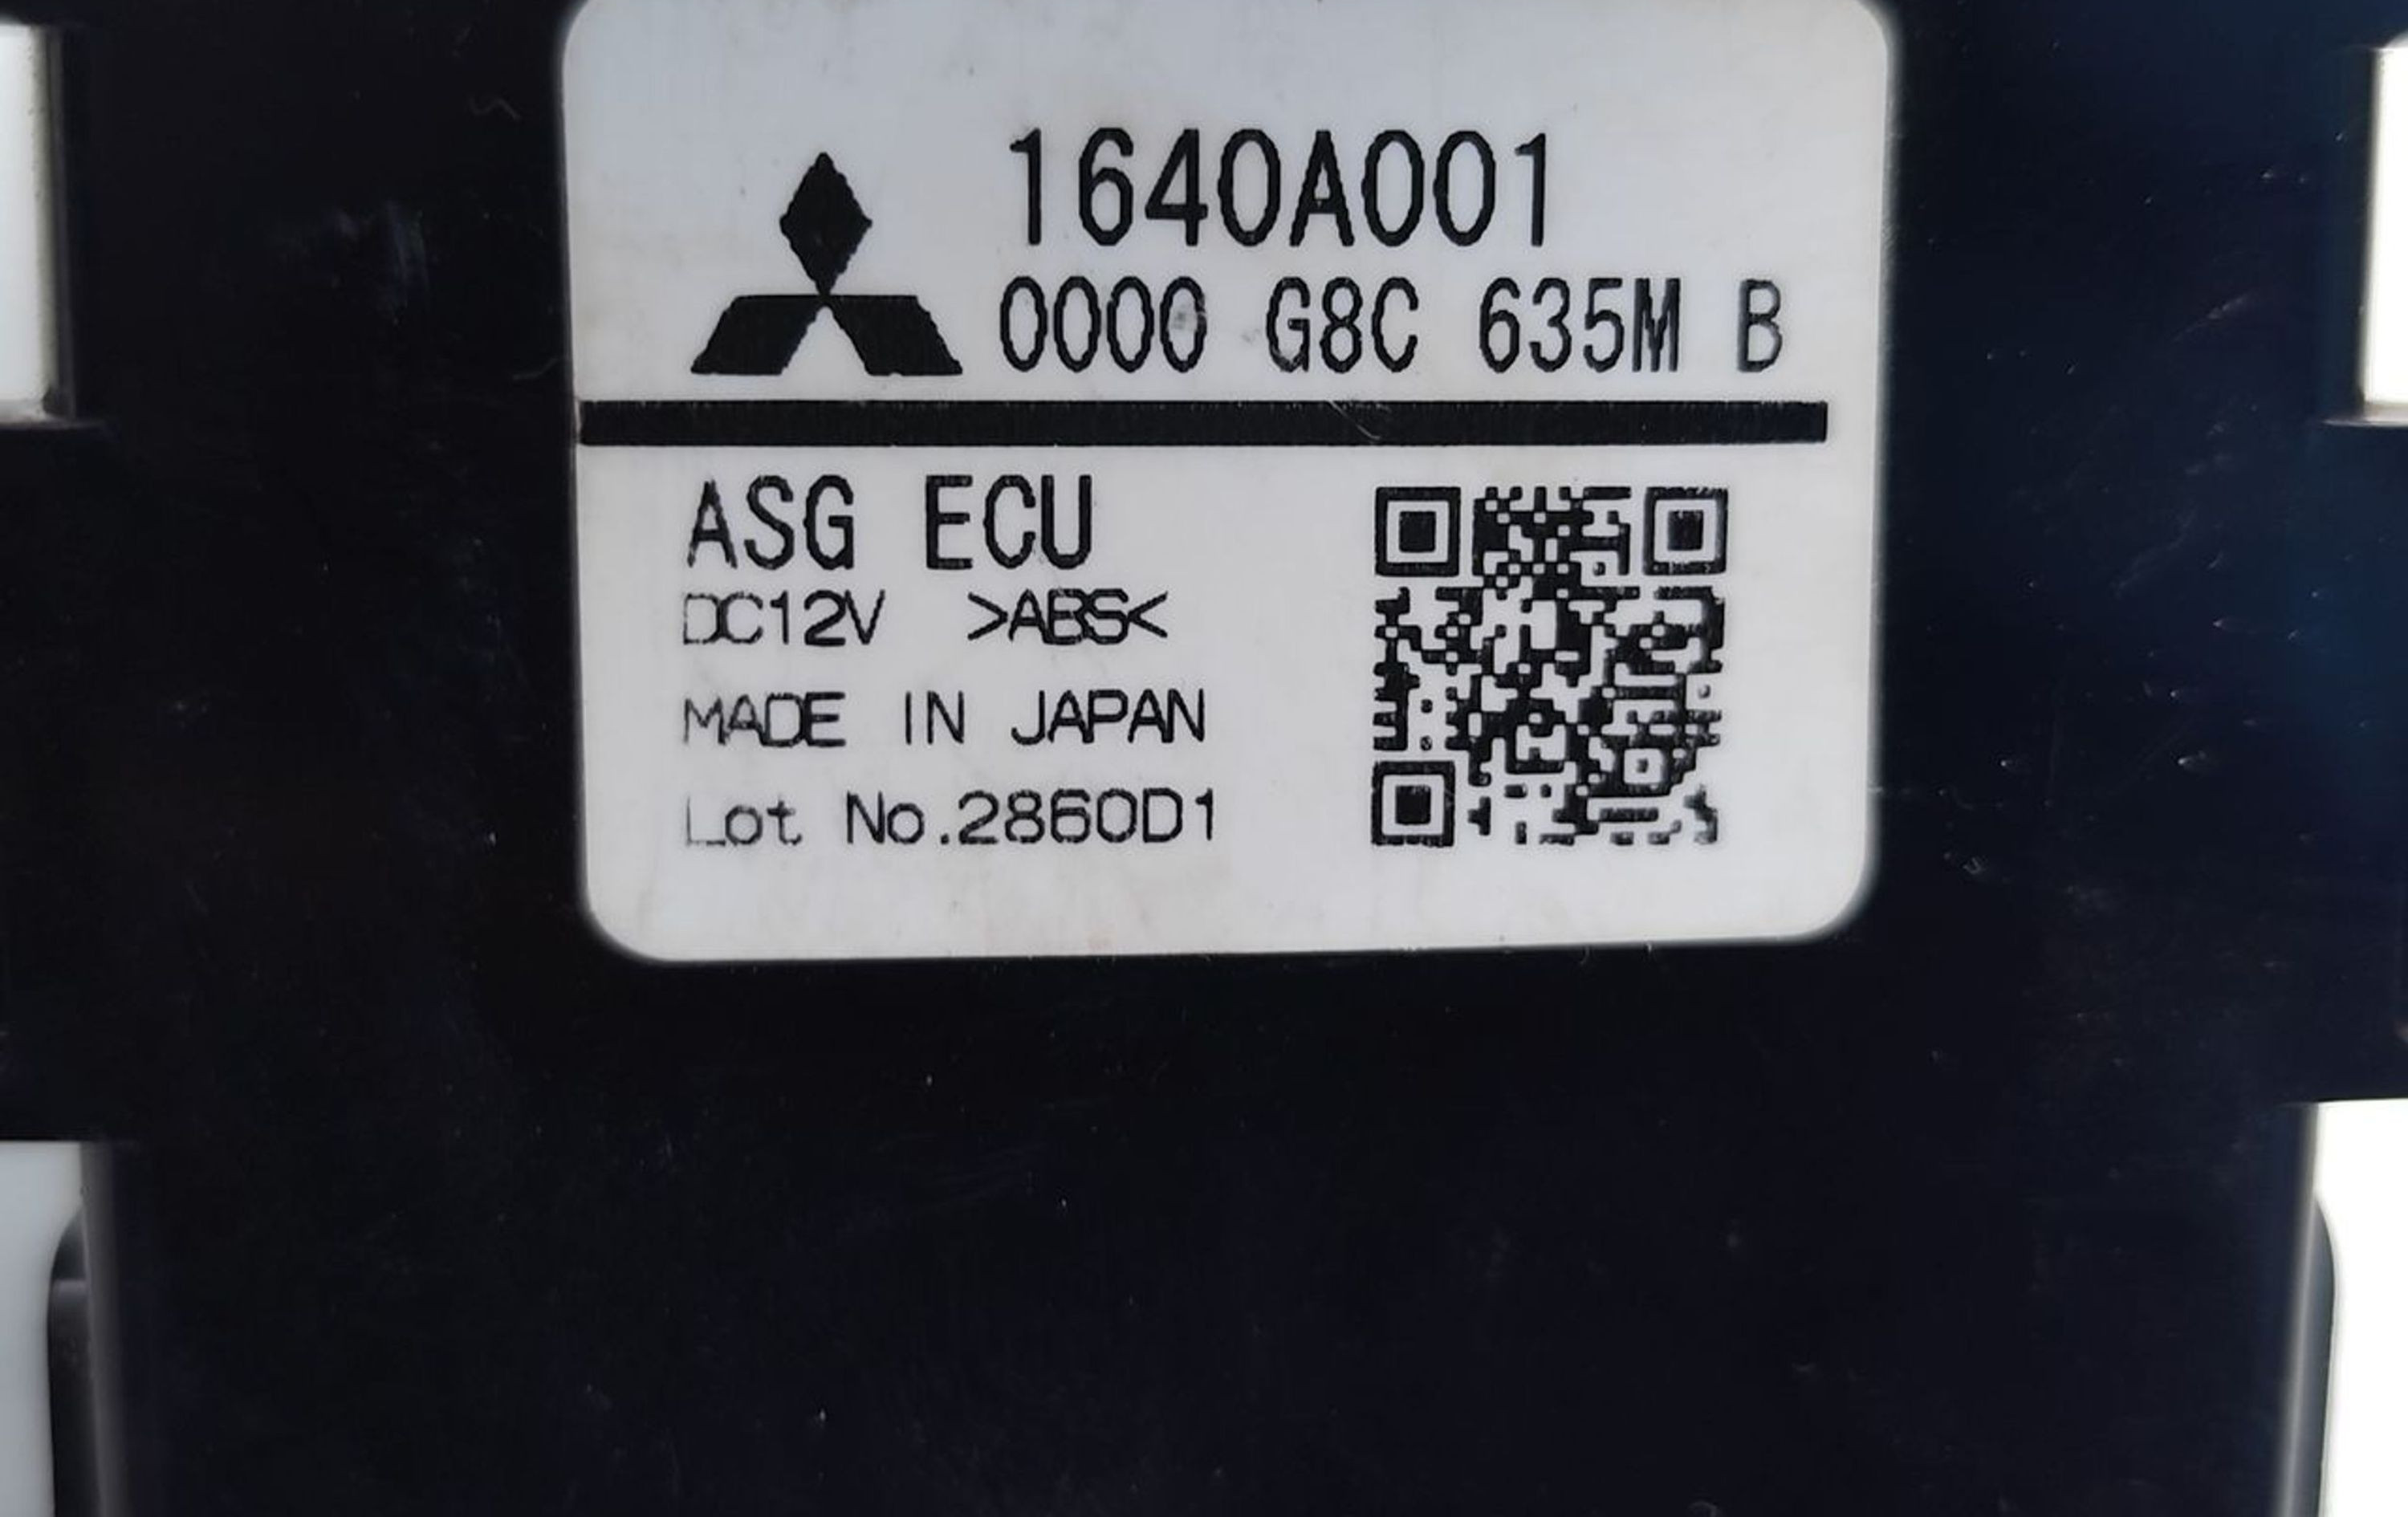 1640A001
0000 G8C 635M B
ASG ECU
DC12V >ABS<
MADE IN JAPAN
Lot No.2860D1